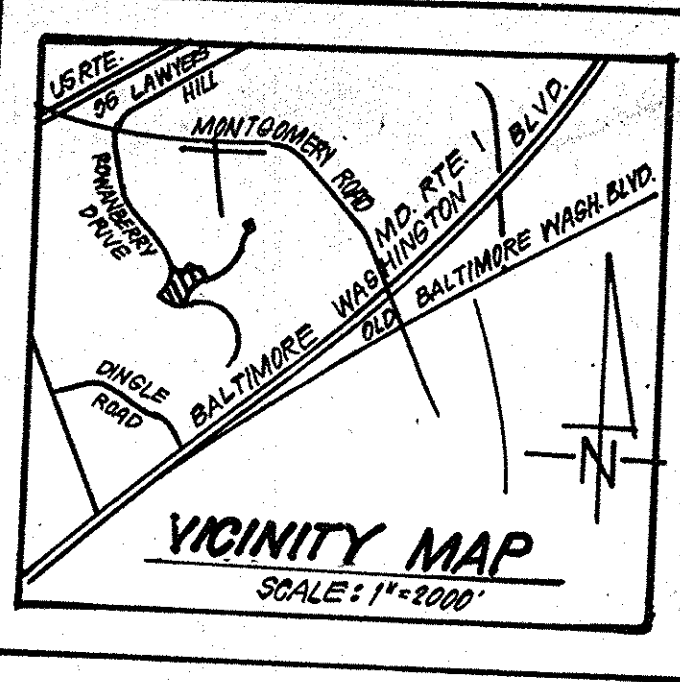 US RTE.
LAWYERS
96
HILL
MONTGOMERY ROAD
ROWANBERRY
DRIVE
MD. RTE. 1
BALTIMORE WASHINGTON BLVD.
OLD BALTIMORE WASH. BLVD.
DINGLE
ROAD
N
VICINITY MAP
SCALE: 1"=2000'